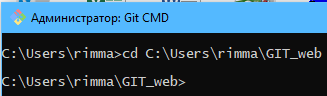 Администратор: Git CMD
C:\Users\rimma>cd C:\Users\rimma\GIT_web
C:\Users\rimma\GIT_web>